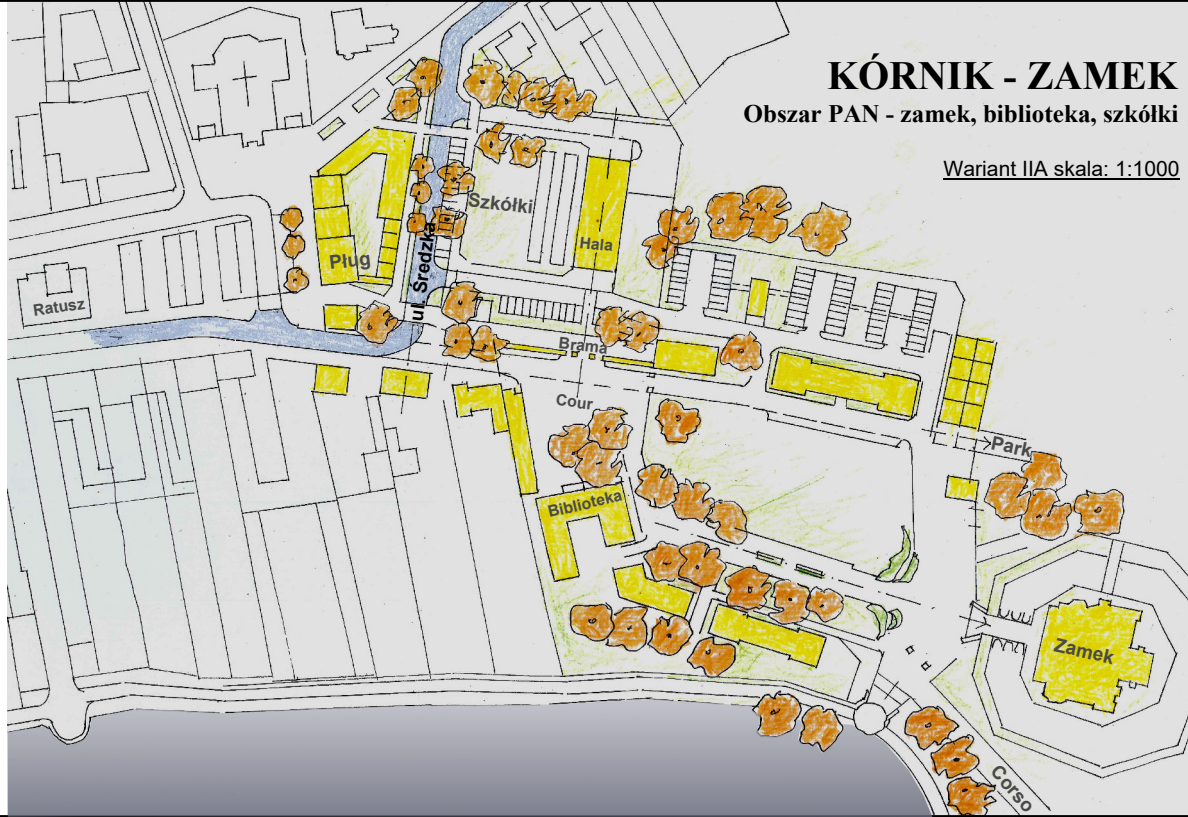 KÓRNIK - ZAMEK
Obszar PAN - zamek, biblioteka, szkółki
Wariant IIA skala: 1:1000
Szkółki
Hala
Pług
ul. Średzka
Ratusz
Brama
Cour
Park
Biblioteka
Zamek
Corso